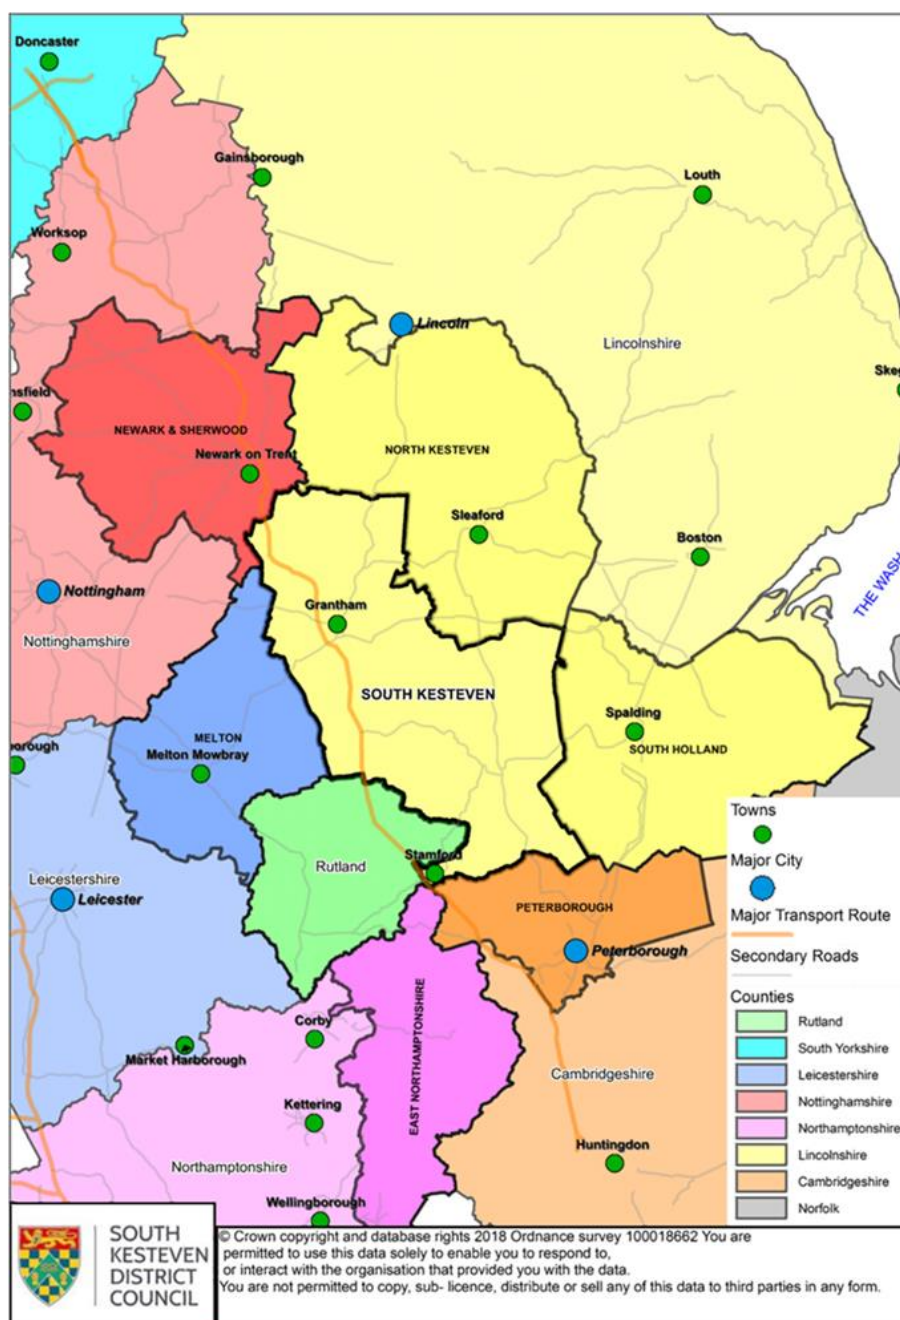 Doncaster
Gainsborough
Louth
Worksop
Lincoln
Lincolnshire
Skeg
nsfield
NEWARK & SHERWOOD
Newark on Trent
NORTH KESTEVEN
Sleaford
Boston
THE WASH
Nottingham
Grantham
Nottinghamshire
SOUTH KESTEVEN
Spalding
SOUTH HOLLAND
MELTON
Melton Mowbray
orough
Rutland
Stamford
Leicestershire
Leicester
PETERBOROUGH
Peterborough
EAST NORTHAMPTONSHIRE
Corby
Market Harborough
Cambridgeshire
Kettering
Huntingdon
Northamptonshire
Wellingborough
Towns
Major City
Major Transport Route
Secondary Roads
Counties
Rutland
South Yorkshire
Leicestershire
Nottinghamshire
Northamptonshire
Lincolnshire
Cambridgeshire
Norfolk
SOUTH
KESTEVEN
DISTRICT
COUNCIL
© Crown copyright and database rights 2018 Ordnance survey 100018662 You are
permitted to use this data solely to enable you to respond to,
or interact with the organisation that provided you with the data.
You are not permitted to copy, sub- licence, distribute or sell any of this data to third parties in any form.